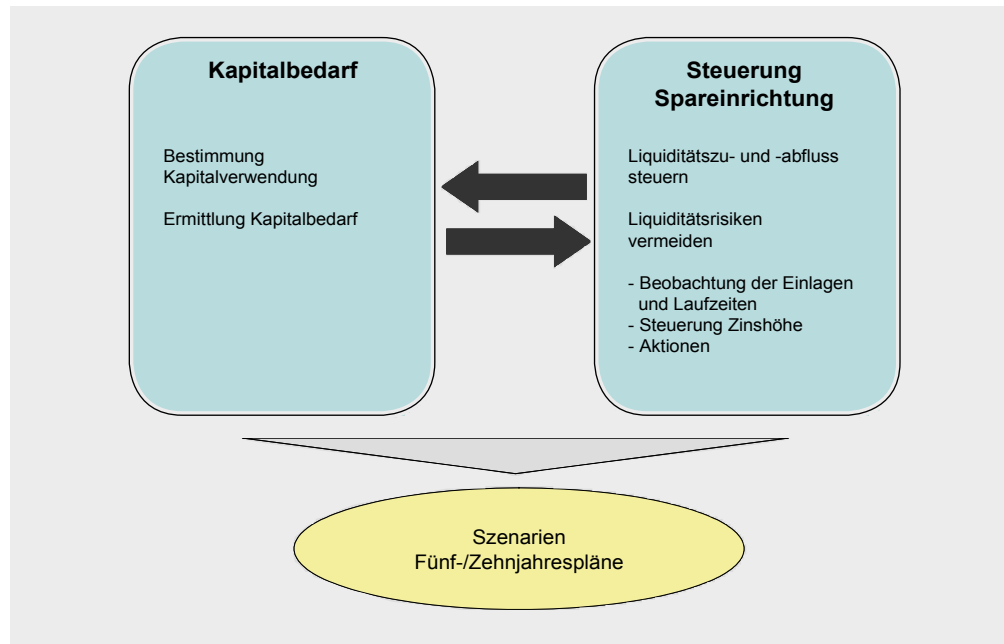 Kapitalbedarf
Bestimmung
Kapitalverwendung
Ermittlung Kapitalbedarf
Steuerung
Spareinrichtung
Liquiditätszu- und -abfluss
steuern
Liquiditätsrisiken
vermeiden
- Beobachtung der Einlagen
und Laufzeiten
- Steuerung Zinshöhe
- Aktionen
Szenarien
Fünf-/Zehnjahrespläne